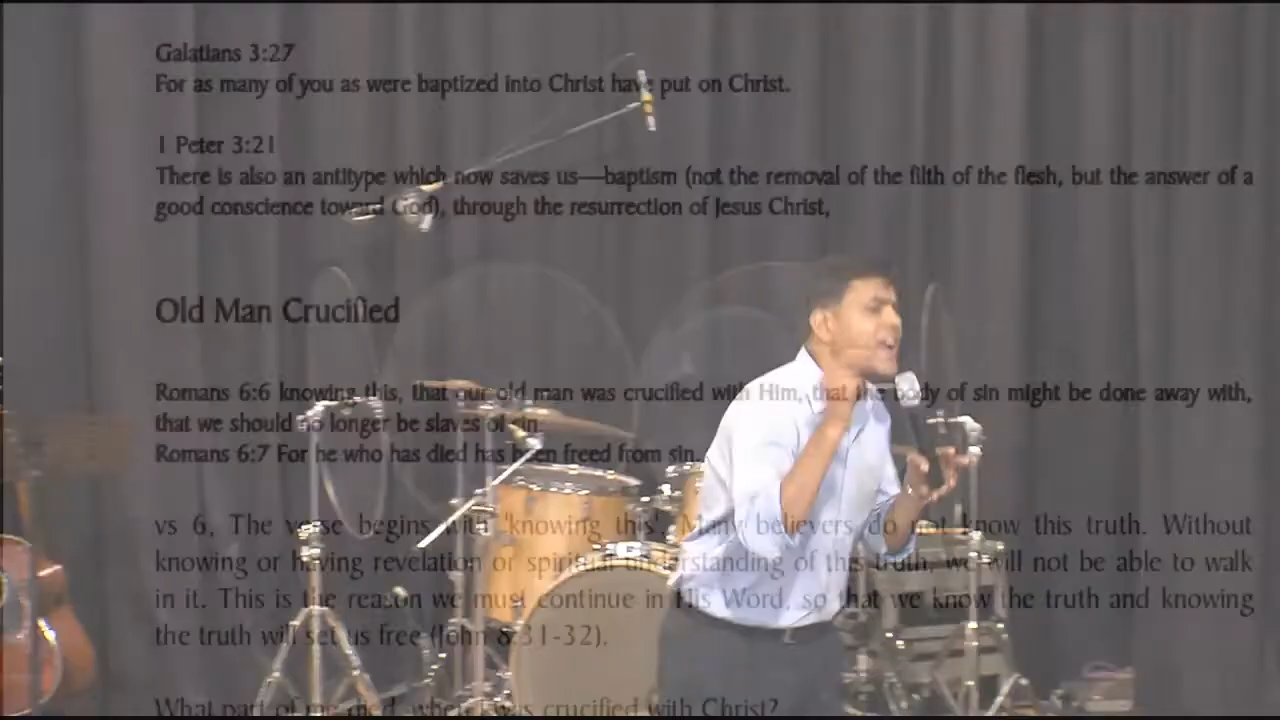 Galatians 3:27
For as many of you as were baptized into Christ have put on Christ.
1 Peter 3:21
There is also an antitype which now saves us—baptism (not the removal of the filth of the flesh, but the answer of a
good conscience toward God), through the resurrection of Jesus Christ,
Old Man Crucified
Romans 6:6 knowing this, that our old man was crucified with Him, that the body of sin might be done away with,
that we should no longer be slaves of sin.
Romans 6:7 For he who has died has been freed from sin.
vs 6, The verse begins with 'knowing this'. Many believers do not know this truth. Without
knowing or having revelation or spiritual understanding of this truth, we will not be able to walk
in it. This is the reason we must continue in His Word, so that we know the truth and knowing
the truth will set us free (John 8:31-32).
What part of me died, when I was crucified with Christ?